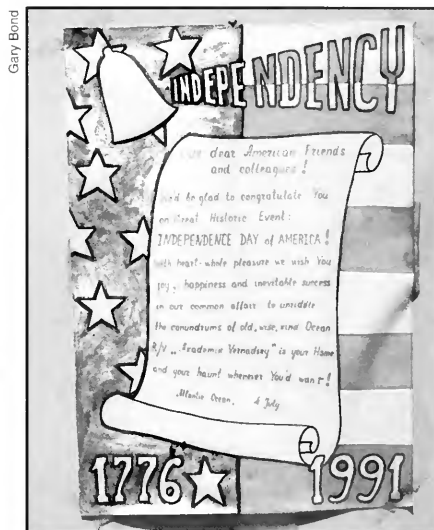 Gary Bond
INDEPENDENCY
dear American Friends
and colleagues!
be glad to congratulate You
on Great Historic Event:
INDEPENDENCE DAY of AMERICA!
with heart-whole pleasure we wish You
joy, happiness and inevitable success
in our common affair to unriddle
the conundrums of old, wise, kind Ocean
R/V „Academic Vernadsky" is your Home
and your haunt wherever You'd want!
Atlantic Ocean, 4 July
1776 1991